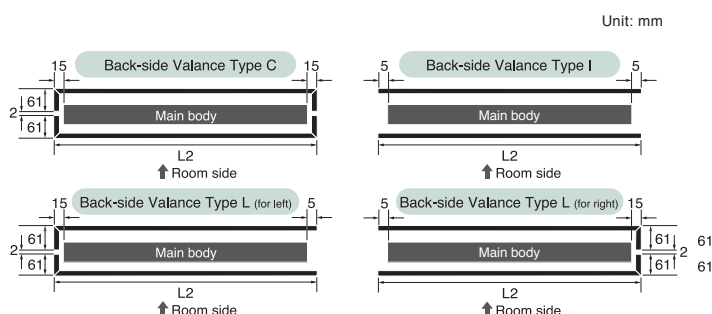 Unit: mm
15 Back-side Valance Type C 15
5 Back-side Valance Type I 5
61
2
61
Main body
Main body
L2
Room side
L2
Room side
15 Back-side Valance Type L (for left) 5
5 Back-side Valance Type L (for right) 15
61
2
61
Main body
Main body
61
2
61
61
61
L2
Room side
L2
Room side